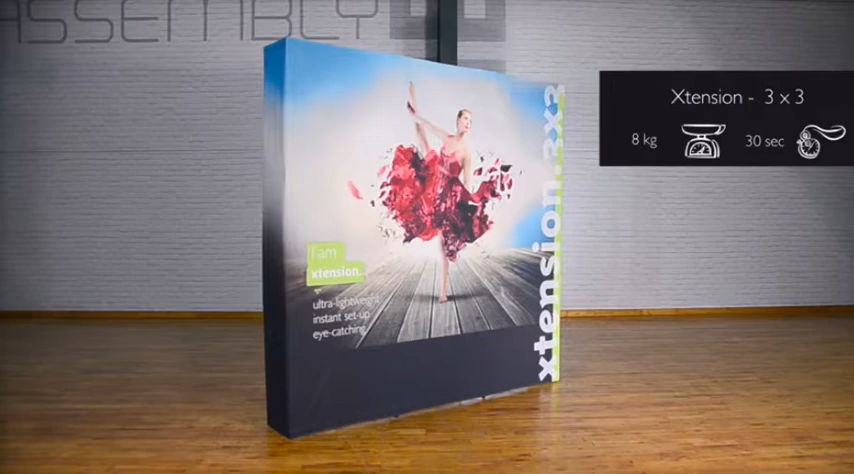 ASSEMBLY
Xtension - 3 x 3
8 kg
30 sec
I am
xtension.
ultra-lightweight
instant set-up
eye-catching
xtension.3x3